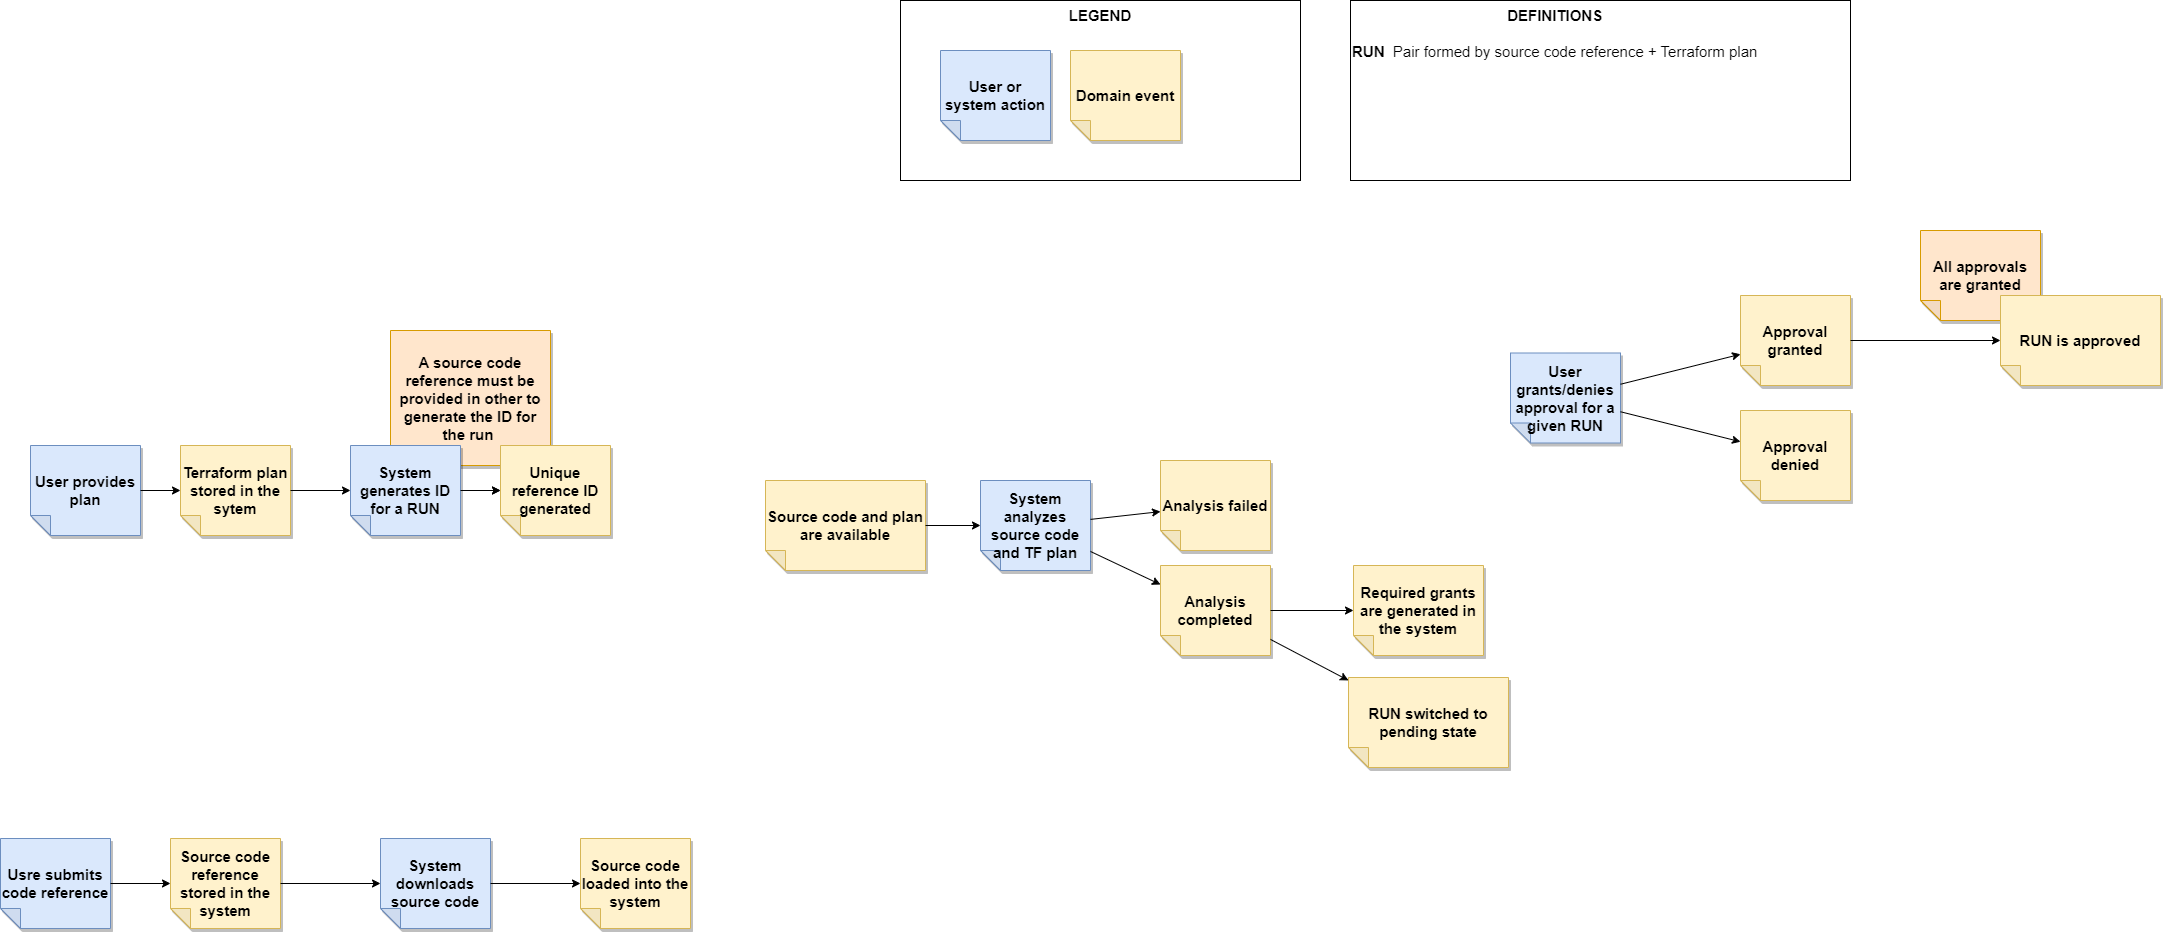 LEGEND
User or
system action
Domain event
DEFINITIONS
RUN  Pair formed by source code reference + Terraform plan
A source code
reference must be
provided in other to
generate the ID for
the run
User provides
plan
Terraform plan
stored in the
sytem
System
generates ID
for a RUN
Unique
reference ID
generated
Source code and plan
are available
System
analyzes
source code
and TF plan
Analysis failed
Analysis
completed
Required grants
are generated in
the system
RUN switched to
pending state
User
grants/denies
approval for a
given RUN
Approval
granted
Approval
denied
All approvals
are granted
RUN is approved
Usre submits
code reference
Source code
reference
stored in the
system
System
downloads
source code
Source code
loaded into the
system